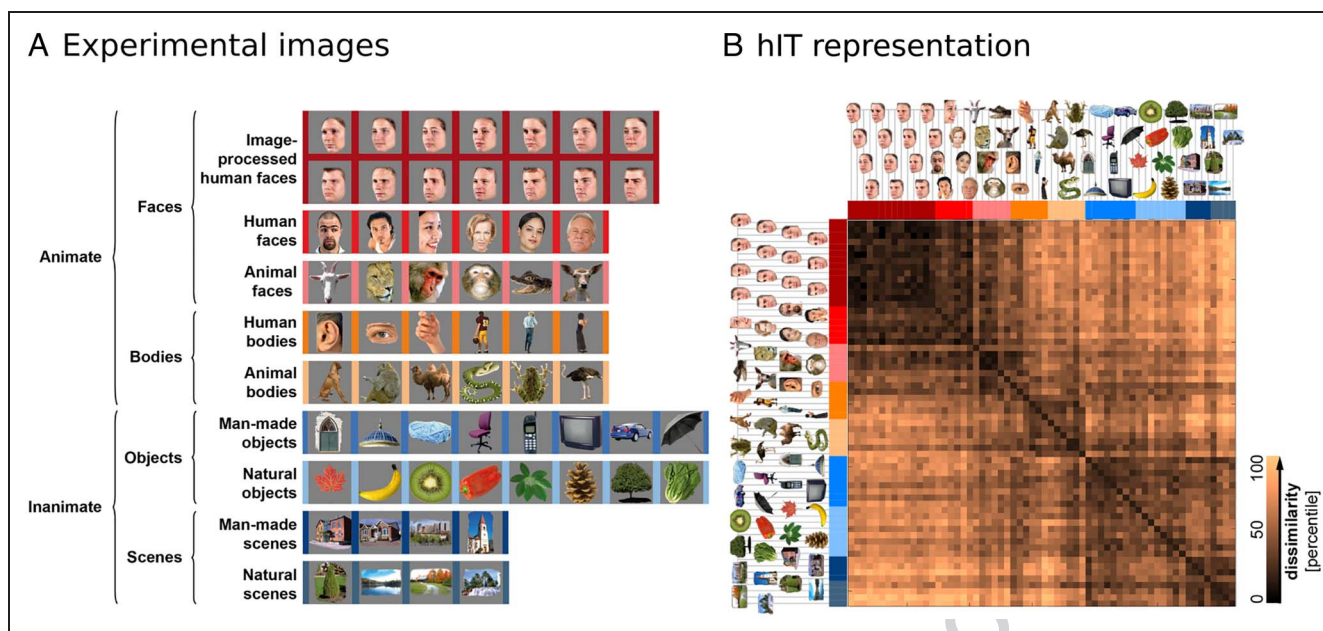 A Experimental images
Image-
processed
human faces
Faces
Human
faces
Animate
Animal
faces
Human
bodies
Bodies
Animal
bodies
Man-made
objects
Objects
Natural
objects
Inanimate
Man-made
scenes
Scenes
Natural
scenes
B hIT representation
0 50 100
dissimilarity
[percentile]